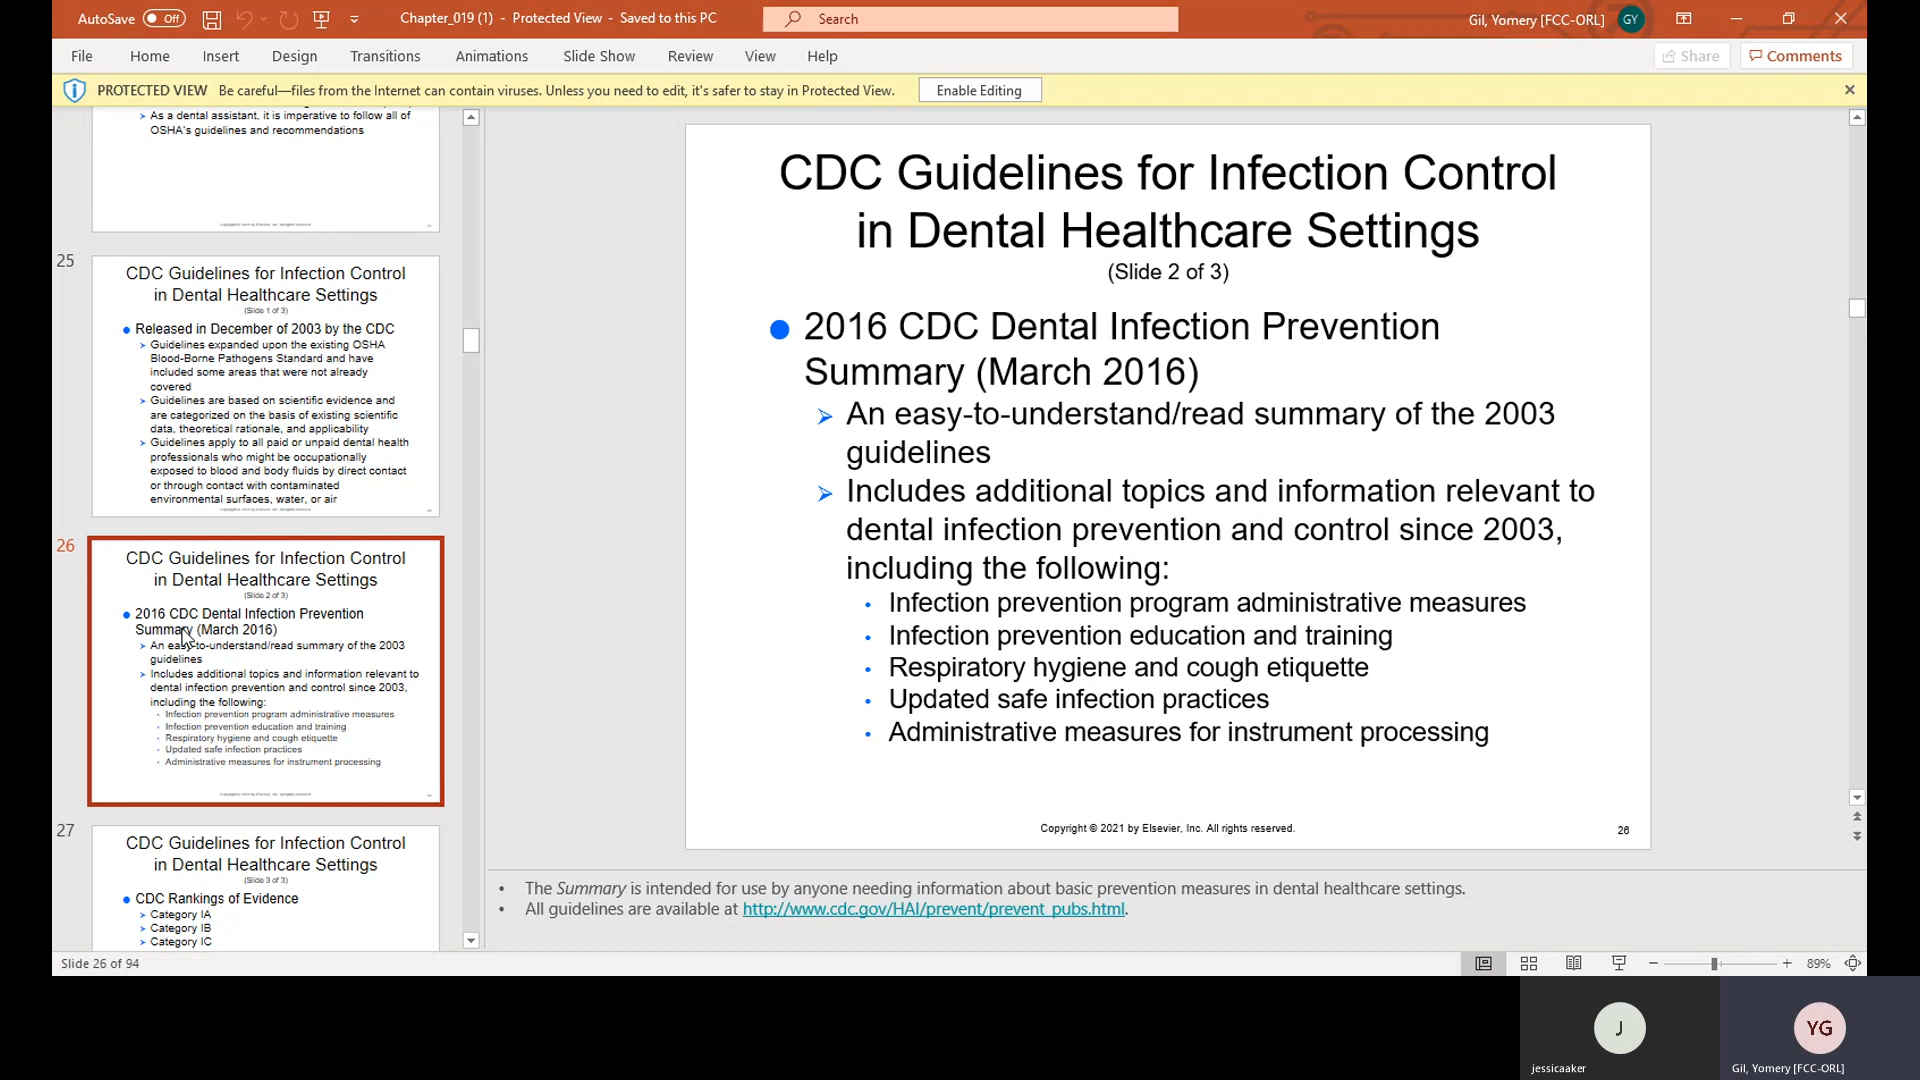 AutoSave Off Chapter_019 (1) - Protected View - Saved to this PC Search Gil, Yomery [FCC-ORL] GY
File Home Insert Design Transitions Animations Slide Show Review View Help Share Comments
PROTECTED VIEW Be careful—files from the Internet can contain viruses. Unless you need to edit, it's safer to stay in Protected View. Enable Editing
As a dental assistant, it is imperative to follow all of
OSHA's guidelines and recommendations
25
CDC Guidelines for Infection Control
in Dental Healthcare Settings
(Slide 1 of 3)
Released in December of 2003 by the CDC
Guidelines expanded upon the existing OSHA
Blood-Borne Pathogens Standard and have
included some areas that were not already
covered
Guidelines are based on scientific evidence and
are categorized on the basis of existing scientific
data, theoretical rationale, and applicability
Guidelines apply to all paid or unpaid dental health
professionals who might be occupationally
exposed to blood and body fluids by direct contact
or through contact with contaminated
environmental surfaces, water, or air
26
CDC Guidelines for Infection Control
in Dental Healthcare Settings
(Slide 2 of 3)
2016 CDC Dental Infection Prevention
Summary (March 2016)
An easy-to-understand/read summary of the 2003
guidelines
Includes additional topics and information relevant to
dental infection prevention and control since 2003,
including the following:
Infection prevention program administrative measures
Infection prevention education and training
Respiratory hygiene and cough etiquette
Updated safe infection practices
Administrative measures for instrument processing
27
CDC Guidelines for Infection Control
in Dental Healthcare Settings
(Slide 3 of 3)
CDC Rankings of Evidence
Category IA
Category IB
Category IC
CDC Guidelines for Infection Control
in Dental Healthcare Settings
(Slide 2 of 3)
2016 CDC Dental Infection Prevention
Summary (March 2016)
An easy-to-understand/read summary of the 2003
guidelines
Includes additional topics and information relevant to
dental infection prevention and control since 2003,
including the following:
Infection prevention program administrative measures
Infection prevention education and training
Respiratory hygiene and cough etiquette
Updated safe infection practices
Administrative measures for instrument processing
Copyright © 2021 by Elsevier, Inc. All rights reserved.
26
The Summary is intended for use by anyone needing information about basic prevention measures in dental healthcare settings.
All guidelines are available at http://www.cdc.gov/HAI/prevent/prevent_pubs.html.
Slide 26 of 94 89%
J YG
jessicaaker Gil, Yomery [FCC-ORL]